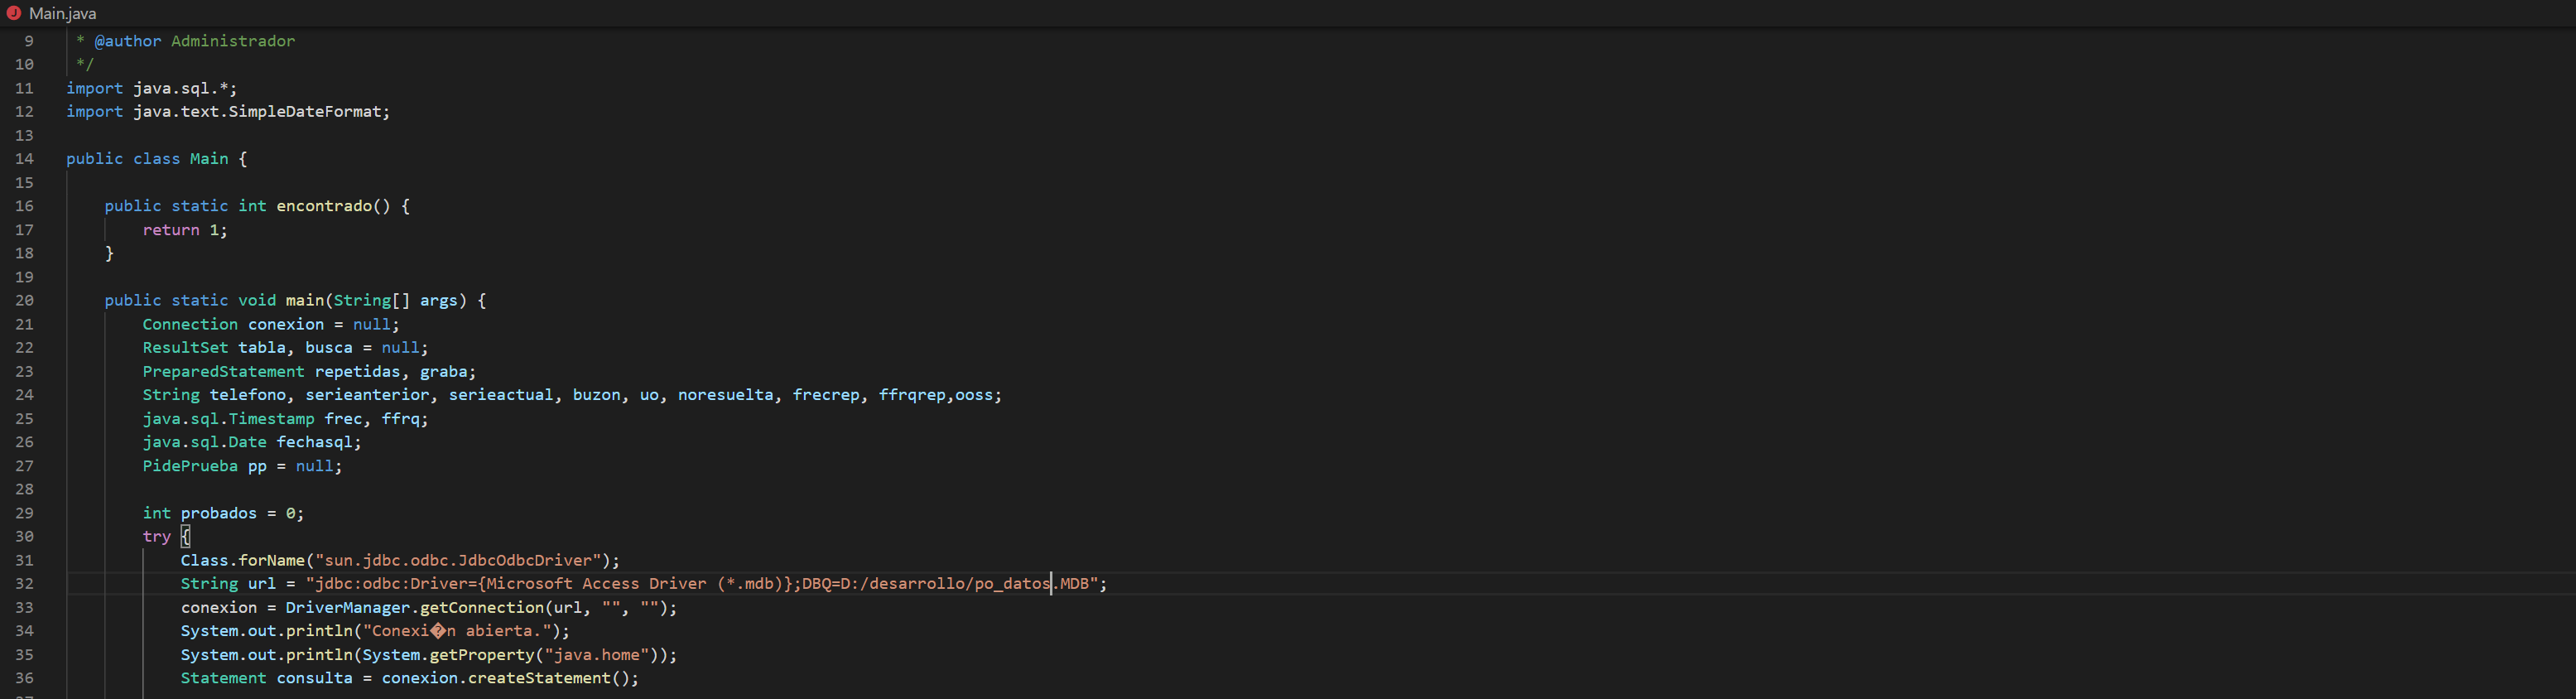 Main.java
9 * @author Administrador
10 */
11 import java.sql.*;
12 import java.text.SimpleDateFormat;
13
14 public class Main {
15
16 public static int encontrado() {
17 return 1;
18 }
19
20 public static void main(String[] args) {
21 Connection conexion = null;
22 ResultSet tabla, busca = null;
23 PreparedStatement repetidas, graba;
24 String telefono, serieanterior, serieactual, buzon, uo, noresuelta, frecrep, ffrqrep,ooss;
25 java.sql.Timestamp frec, ffrq;
26 java.sql.Date fechasql;
27 PidePrueba pp = null;
28
29 int probados = 0;
30 try {
31 Class.forName("sun.jdbc.odbc.JdbcOdbcDriver");
32 String url = "jdbc:odbc:Driver={Microsoft Access Driver (*.mdb)};DBQ=D:/desarrollo/po_datos.MDB";
33 conexion = DriverManager.getConnection(url, "", "");
34 System.out.println("Conexi�n abierta.");
35 System.out.println(System.getProperty("java.home"));
36 Statement consulta = conexion.createStatement();